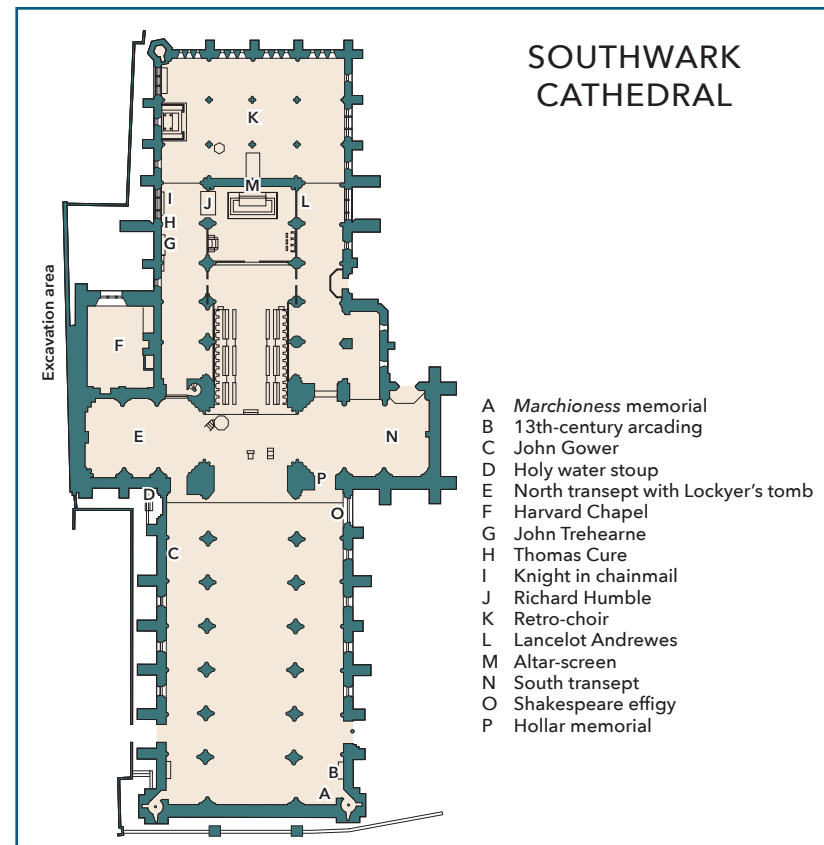 SOUTHWARK
CATHEDRAL
K
M
I
J
L
H
G
Excavation area
F
E
N
P
D
O
C
B
A
A Marchioness memorial
B 13th-century arcading
C John Gower
D Holy water stoup
E North transept with Lockyer’s tomb
F Harvard Chapel
G John Trehearne
H Thomas Cure
I Knight in chainmail
J Richard Humble
K Retro-choir
L Lancelot Andrewes
M Altar-screen
N South transept
O Shakespeare effigy
P Hollar memorial